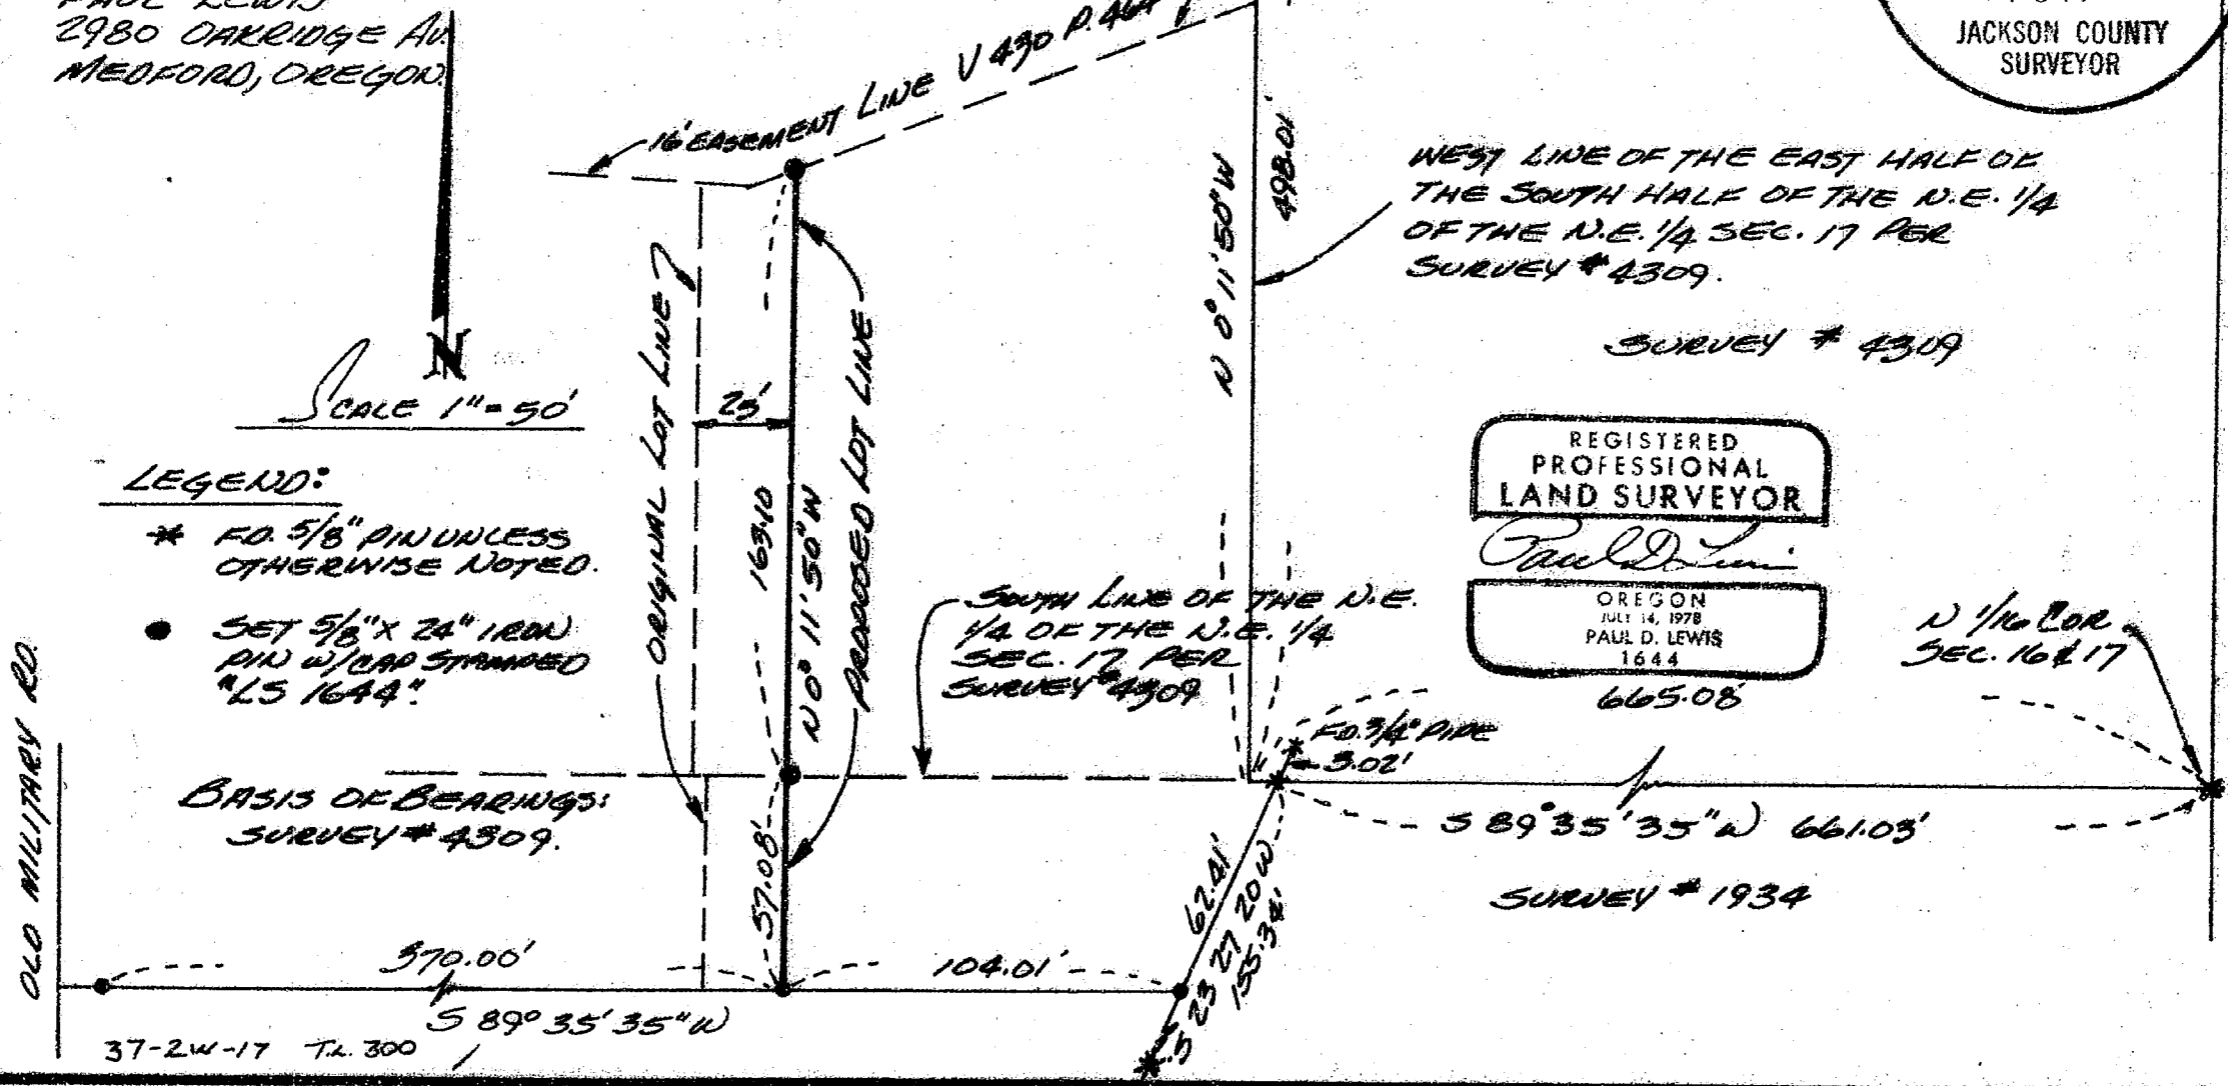 2980 OAKRIDGE AV.
MEDFORD, OREGON.
JACKSON COUNTY
SURVEYOR
16' EASEMENT LINE V 430 P. 464
WEST LINE OF THE EAST HALF OF
THE SOUTH HALF OF THE N.E. 1/4
OF THE N.E. 1/4 SEC. 17 PER
SURVEY # 4309.
N 0° 11' 50" W
498.01'
SURVEY # 4309
N
SCALE 1" = 50'
ORIGINAL LOT LINE
25'
163.10
N 0° 11' 50" W
PROPOSED LOT LINE
LEGEND:
* FD. 5/8" PIN UNLESS
OTHERWISE NOTED.
● SET 5/8" X 24" IRON
PIN W/CAP STAMPED
"LS 1644".
REGISTERED
PROFESSIONAL
LAND SURVEYOR
Paul D. Lewis
OREGON
JULY 14, 1978
PAUL D. LEWIS
1644
SOUTH LINE OF THE N.E.
1/4 OF THE N.E. 1/4
SEC. 17 PER
SURVEY # 4309
N 1/16 COR.
SEC. 16 & 17
665.08'
FD. 3/4" PIPE
3.02'
OLD MILITARY RD.
BASIS OF BEARINGS:
SURVEY # 4309.
57.08'
S 89° 35' 35" W 661.03'
62.41'
S 23 27 20 W
155.34'
SURVEY # 1934
370.00'
104.01'
S 89° 35' 35" W
37-2W-17 T.L. 300